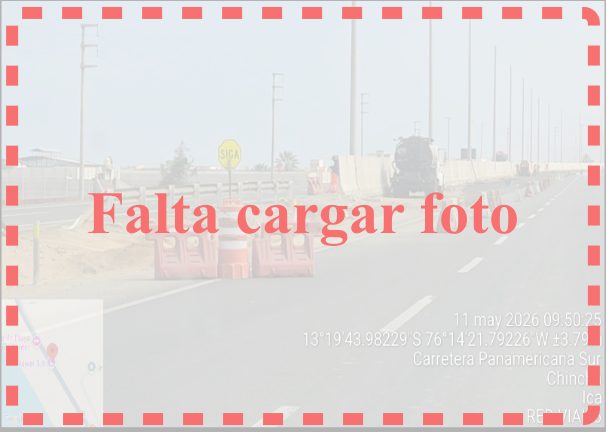 SIGA
Falta cargar foto
11 may 2026 09:50:25
13°19'43.98229 S 76°14'21.79226 W ±3.79
Carretera Panamericana Sur
Ica